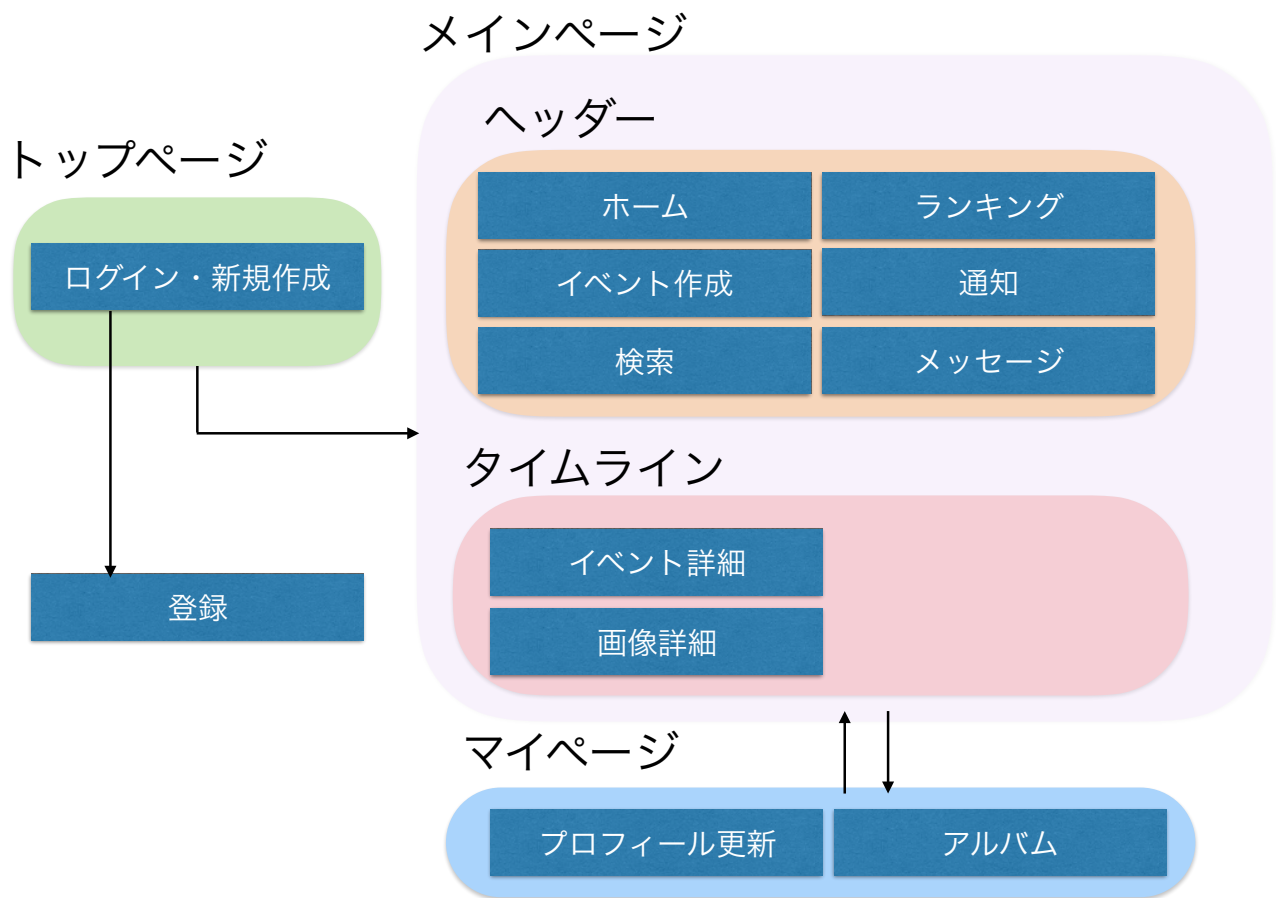 メインページ
ヘッダー
トップページ
ホーム
ランキング
ログイン・新規作成
イベント作成
通知
検索
メッセージ
タイムライン
イベント詳細
登録
画像詳細
マイページ
プロフィール更新
アルバム